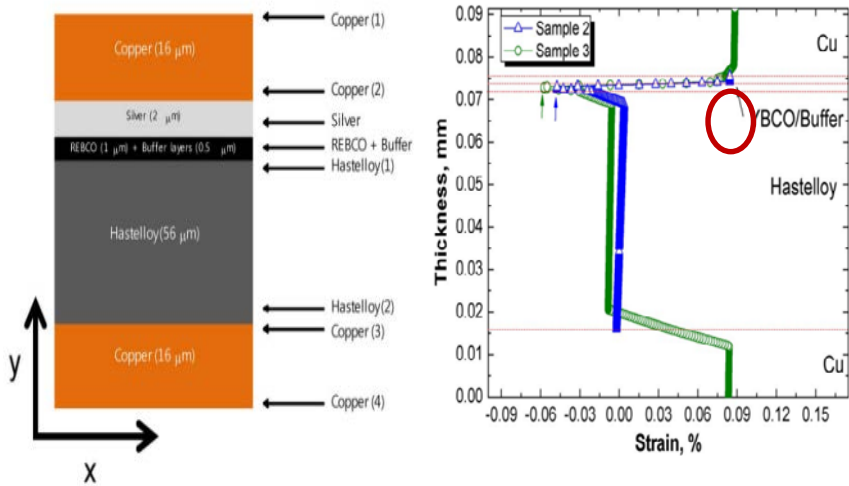 Copper (1)
Copper (16 μm)
Copper (2)
Silver (2 μm)
Silver
REBCO (1 μm) + Buffer layers (0.5 μm)
REBCO + Buffer
Hastelloy(1)
Hastelloy(56 μm)
Hastelloy(2)
Copper (3)
Copper (16 μm)
Copper (4)
y
x
Thickness, mm
0.09
0.08
0.07
0.06
0.05
0.04
0.03
0.02
0.01
0.00
Sample 2
Sample 3
Cu
YBCO/Buffer
Hastelloy
Cu
-0.09 -0.06 -0.03 0.00 0.03 0.06 0.09 0.12 0.15
Strain, %